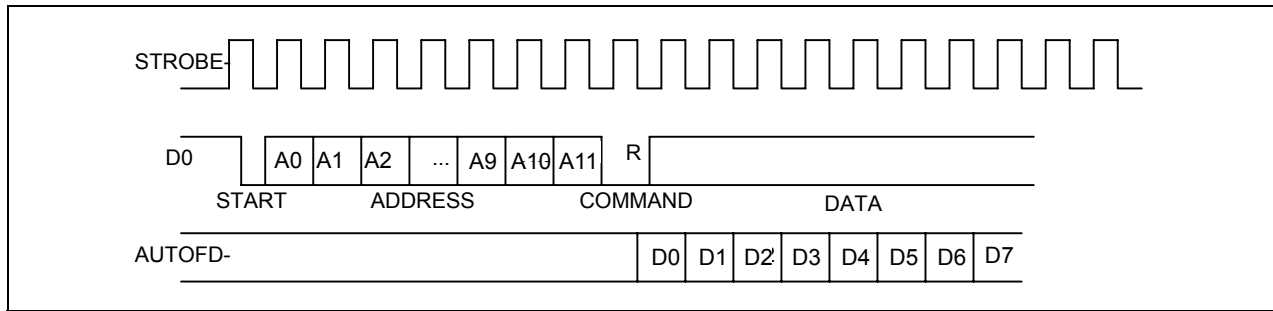 STROBE-
D0 A0 A1 A2 ... A9 A10 A11 R
START ADDRESS COMMAND DATA
AUTOFD- D0 D1 D2 D3 D4 D5 D6 D7